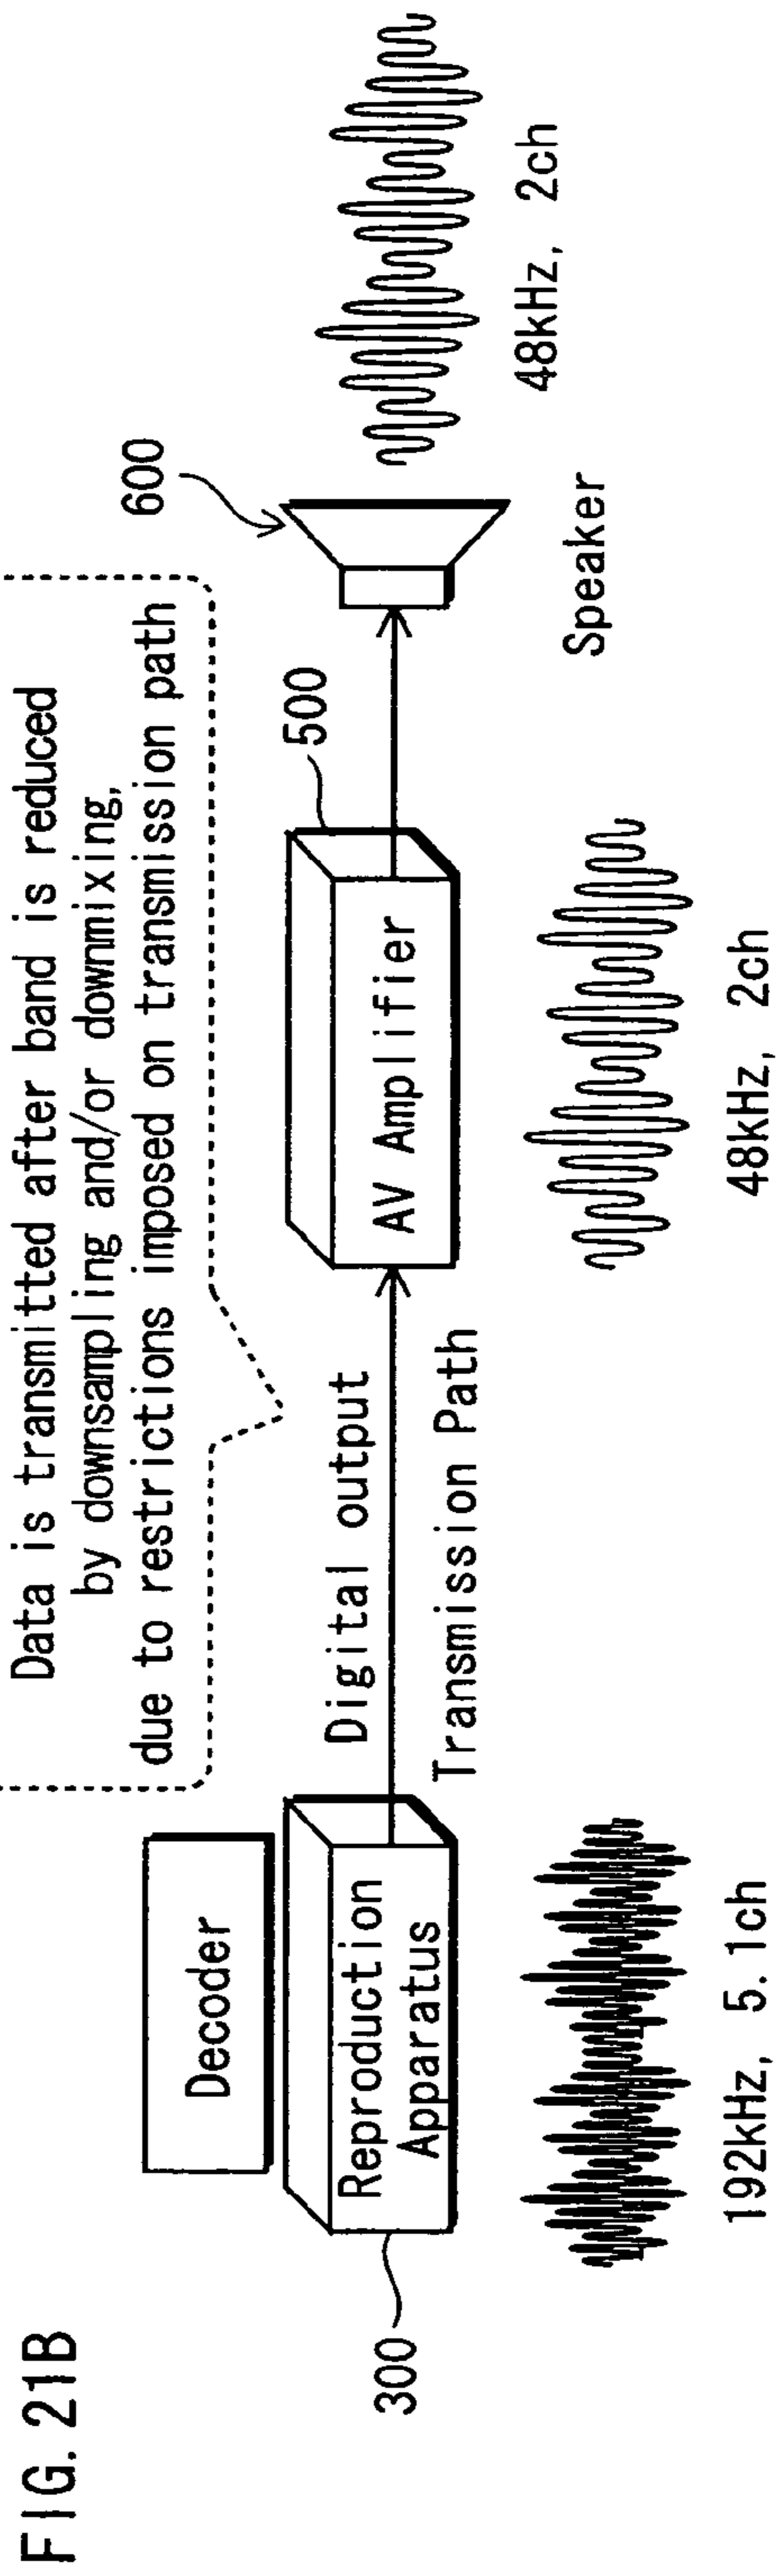 FIG. 21B
Data is transmitted after band is reduced
by downsampling and/or downmixing,
due to restrictions imposed on transmission path
Decoder
Reproduction
Apparatus
300
Digital output
Transmission Path
AV Amplifier
500
600
Speaker
192kHz, 5.1ch
48kHz, 2ch
48kHz, 2ch